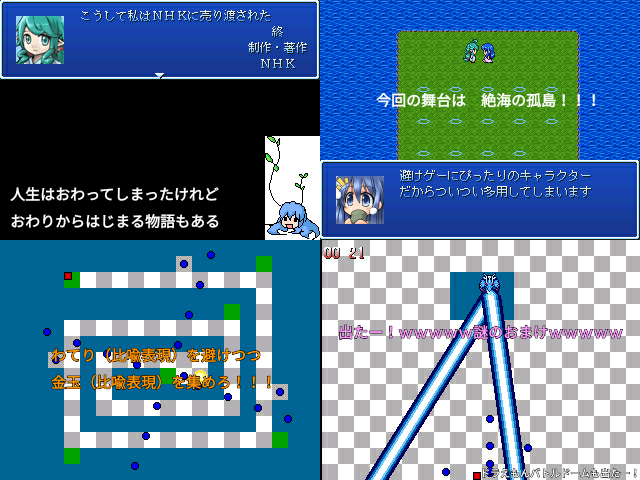 こうして私はＮＨＫに売り渡された
終
制作・著作
ＮＨＫ
人生はおわってしまったけれど
おわりからはじまる物語もある
今回の舞台は　絶海の孤島！！！
避けゲーにぴったりのキャラクター
だからついつい多用してしまいます
わてり（比喩表現）を避けつつ
金玉（比喩表現）を集めろ！！！
00 21
出たー！ｗｗｗｗｗ謎のおまけｗｗｗｗｗ
ドラえもんバトルドームも出たー！